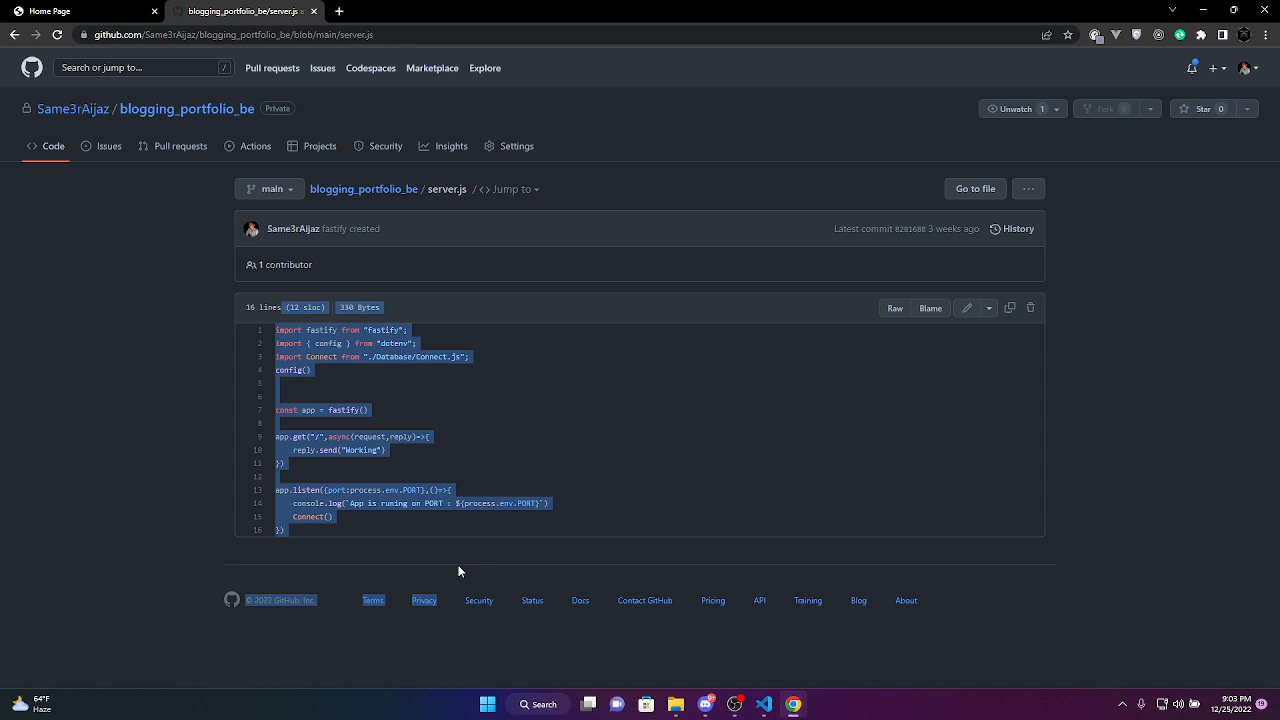 Home Page
blogging_portfolio_be/server.js
github.com/Same3rAijaz/blogging_portfolio_be/blob/main/server.js
Search or jump to... / Pull requests Issues Codespaces Marketplace Explore
Same3rAijaz / blogging_portfolio_be Private Unwatch 1 Fork 0 Star 0
Code Issues Pull requests Actions Projects Security Insights Settings
main blogging_portfolio_be / server.js / <> Jump to Go to file ...
Same3rAijaz fastify created Latest commit 8281688 3 weeks ago History
1 contributor
16 lines (12 sloc) 330 Bytes Raw Blame
1 import fastify from "fastify";
2 import { config } from "dotenv";
3 import Connect from "./Database/Connect.js";
4 config()
5
6
7 const app = fastify()
8
9 app.get("/",async(request,reply)=>{
10 reply.send("Working")
11 })
12
13 app.listen({port:process.env.PORT},()=>{
14 console.log(`App is runing on PORT : ${process.env.PORT}`)
15 Connect()
16 })
© 2022 GitHub, Inc. Terms Privacy Security Status Docs Contact GitHub Pricing API Training Blog About
64°F
Haze
Search
9+
9:03 PM
12/25/2022